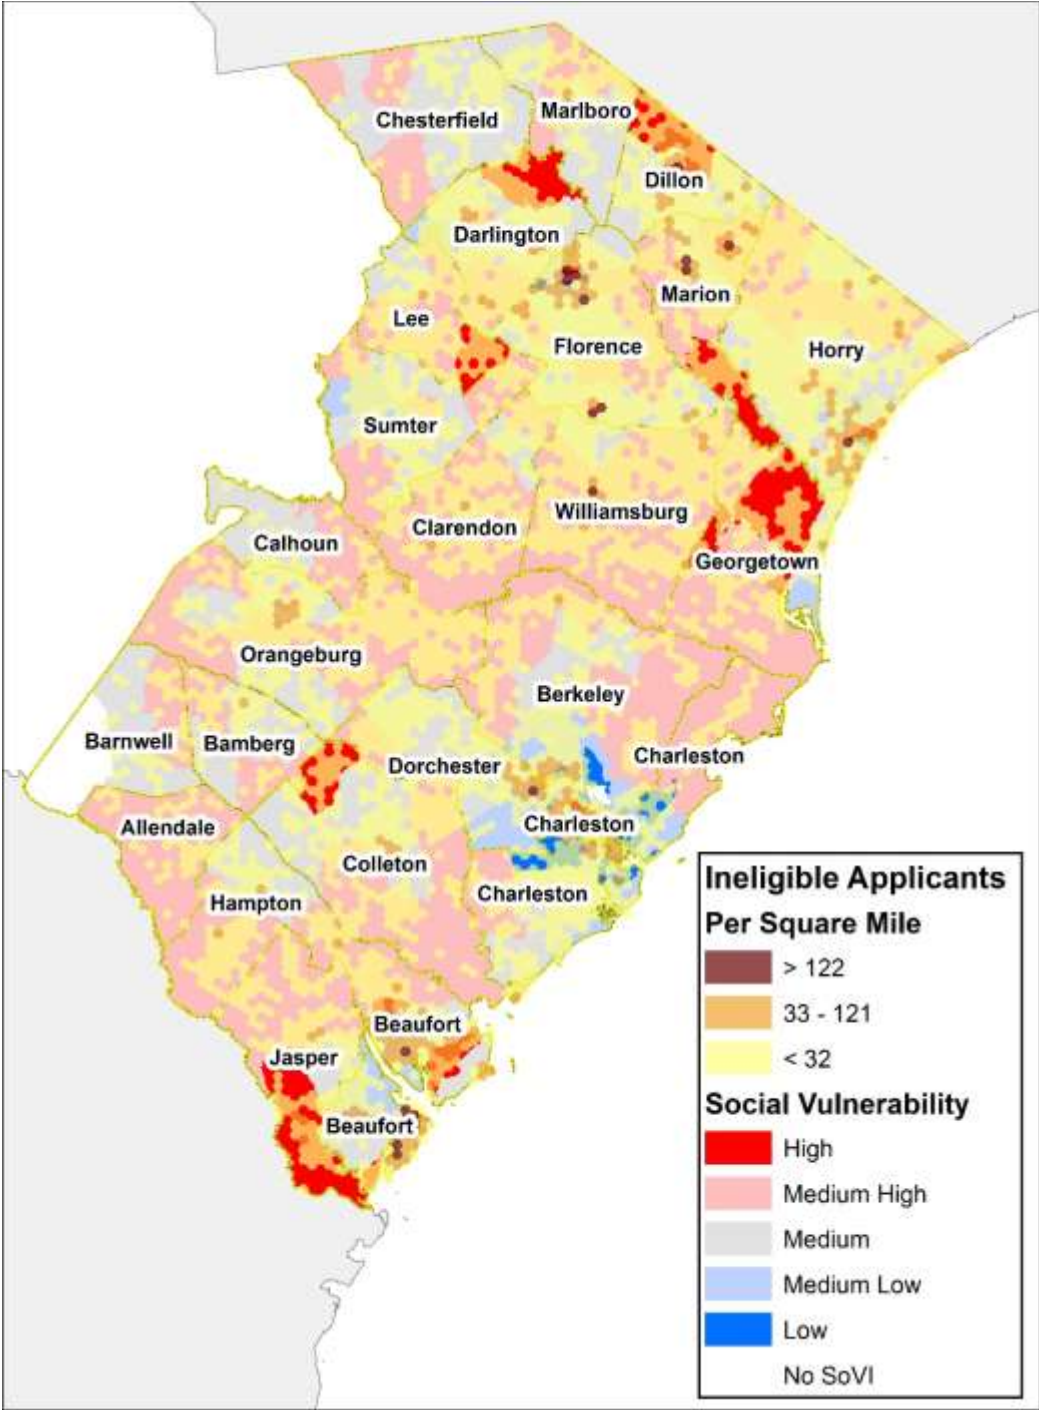 Chesterfield
Marlboro
Dillon
Darlington
Marion
Lee
Florence
Horry
Sumter
Williamsburg
Clarendon
Calhoun
Georgetown
Orangeburg
Berkeley
Barnwell
Bamberg
Dorchester
Charleston
Allendale
Charleston
Colleton
Charleston
Hampton
Beaufort
Jasper
Beaufort
Ineligible Applicants
Per Square Mile
> 122
33 - 121
< 32
Social Vulnerability
High
Medium High
Medium
Medium Low
Low
No SoVI